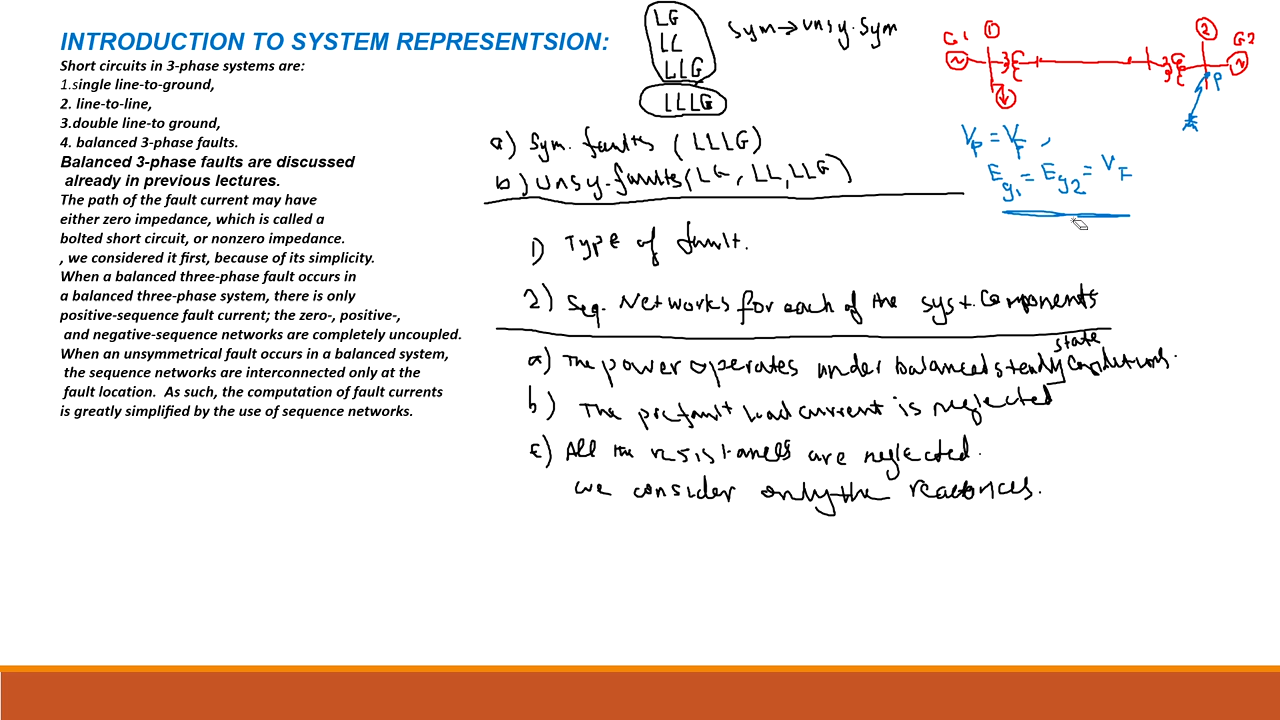 INTRODUCTION TO SYSTEM REPRESENTSION:
Short circuits in 3-phase systems are:
1.single line-to-ground,
2. line-to-line,
3.double line-to ground,
4. balanced 3-phase faults.
Balanced 3-phase faults are discussed
already in previous lectures.
The path of the fault current may have
either zero impedance, which is called a
bolted short circuit, or nonzero impedance.
, we considered it first, because of its simplicity.
When a balanced three-phase fault occurs in
a balanced three-phase system, there is only
positive-sequence fault current; the zero-, positive-,
and negative-sequence networks are completely uncoupled.
When an unsymmetrical fault occurs in a balanced system,
the sequence networks are interconnected only at the
fault location. As such, the computation of fault currents
is greatly simplified by the use of sequence networks.
LG
LL
LLG
LLLG
Sym→unsy.sym
a) Sym. faults (LLLG)
b) unsy.faults(LG, LL, LLG)
1) Type of fault.
2) Seq. Networks for each of the syst. Components
a) The power operates under balanced steady state conditions.
b) The prefault load current is neglected
c) All the resistances are neglected.
we consider only the reactances.
G1 1 2 G2
P
VP = VF ,
Eg1 = Eg2 = VF